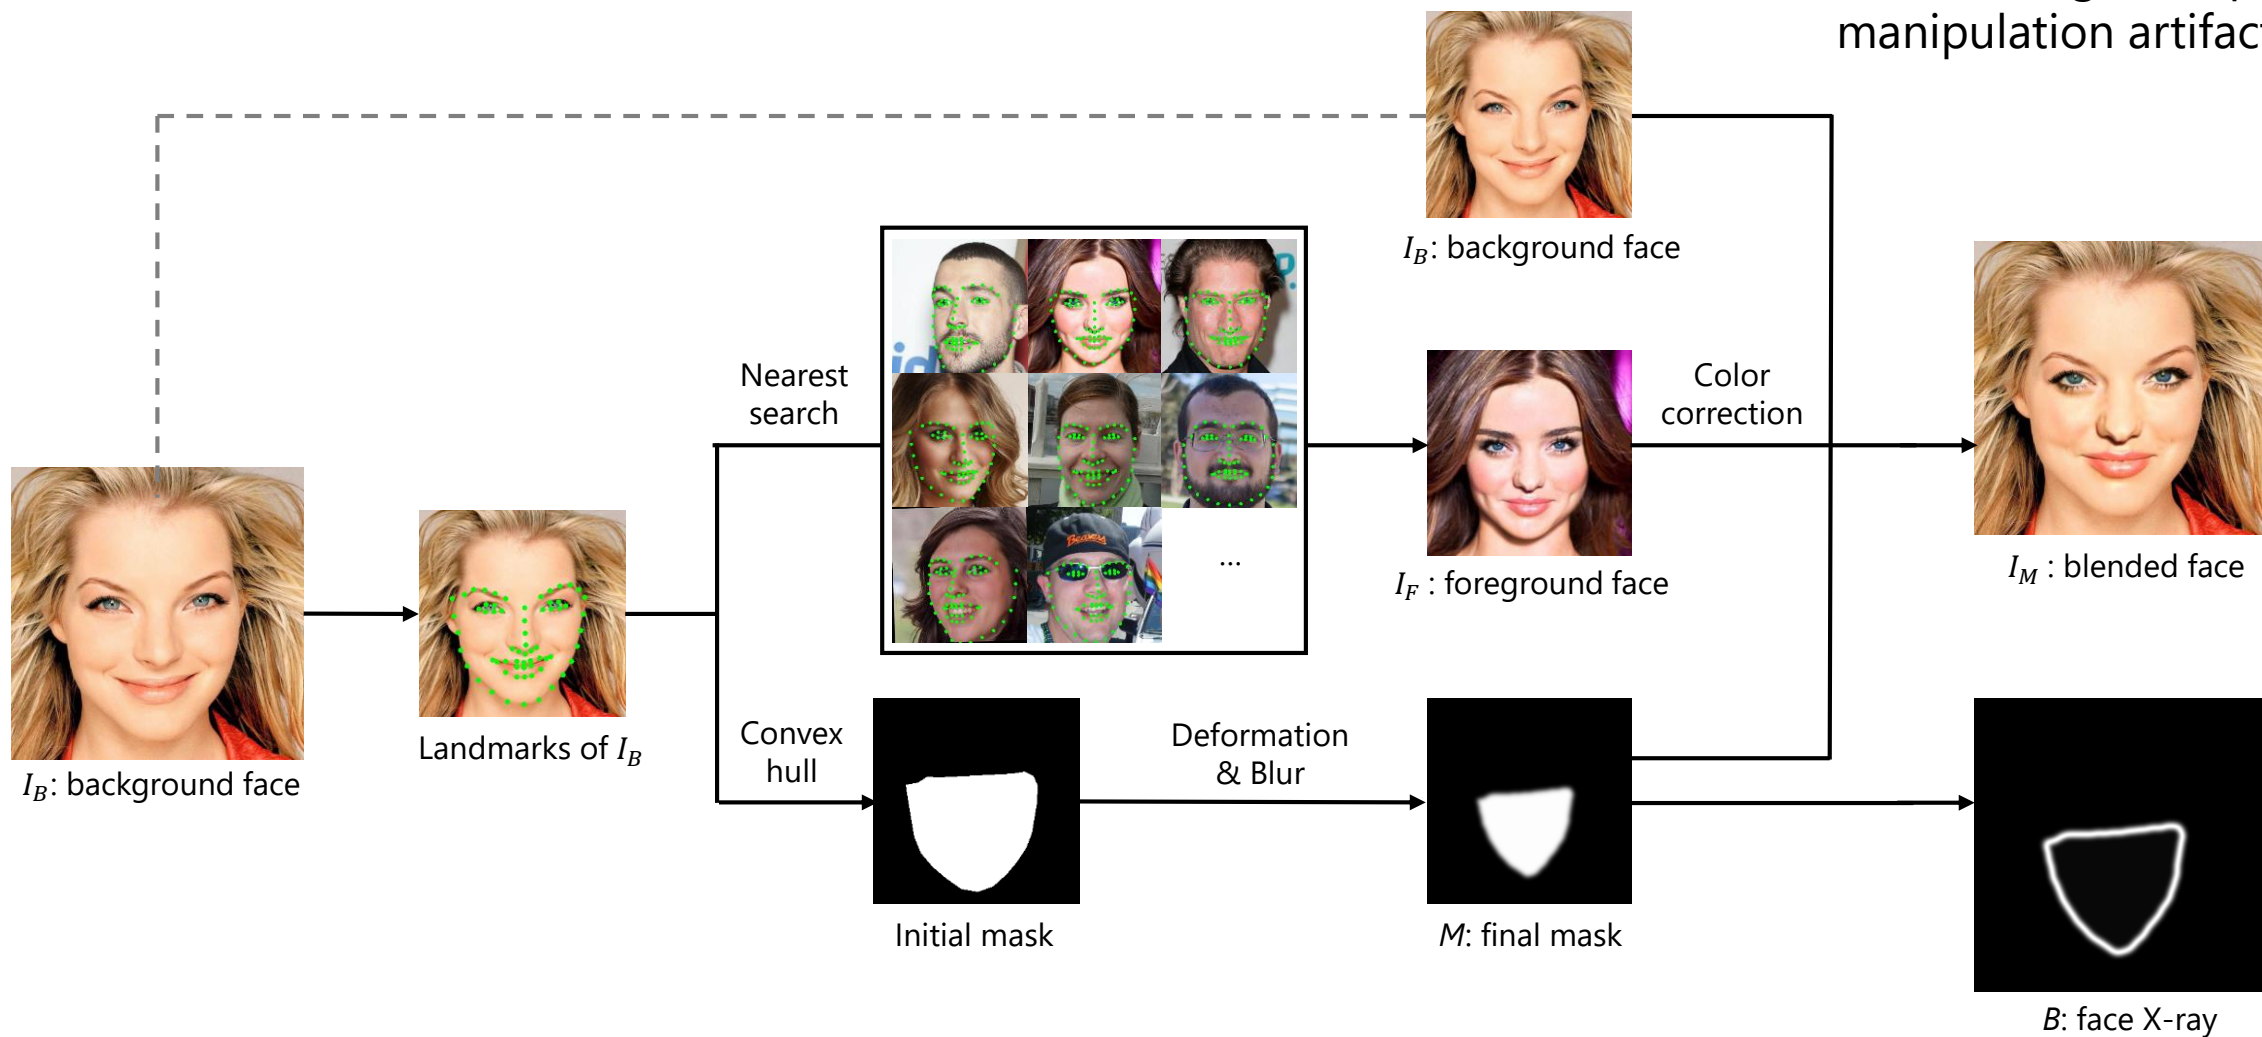 manipulation artifac
I_B: background face
Nearest
search
Color
correction
I_F : foreground face
I_M : blended face
Landmarks of I_B
I_B: background face
Convex
hull
Deformation
& Blur
...
Beavers
Initial mask
M: final mask
B: face X-ray